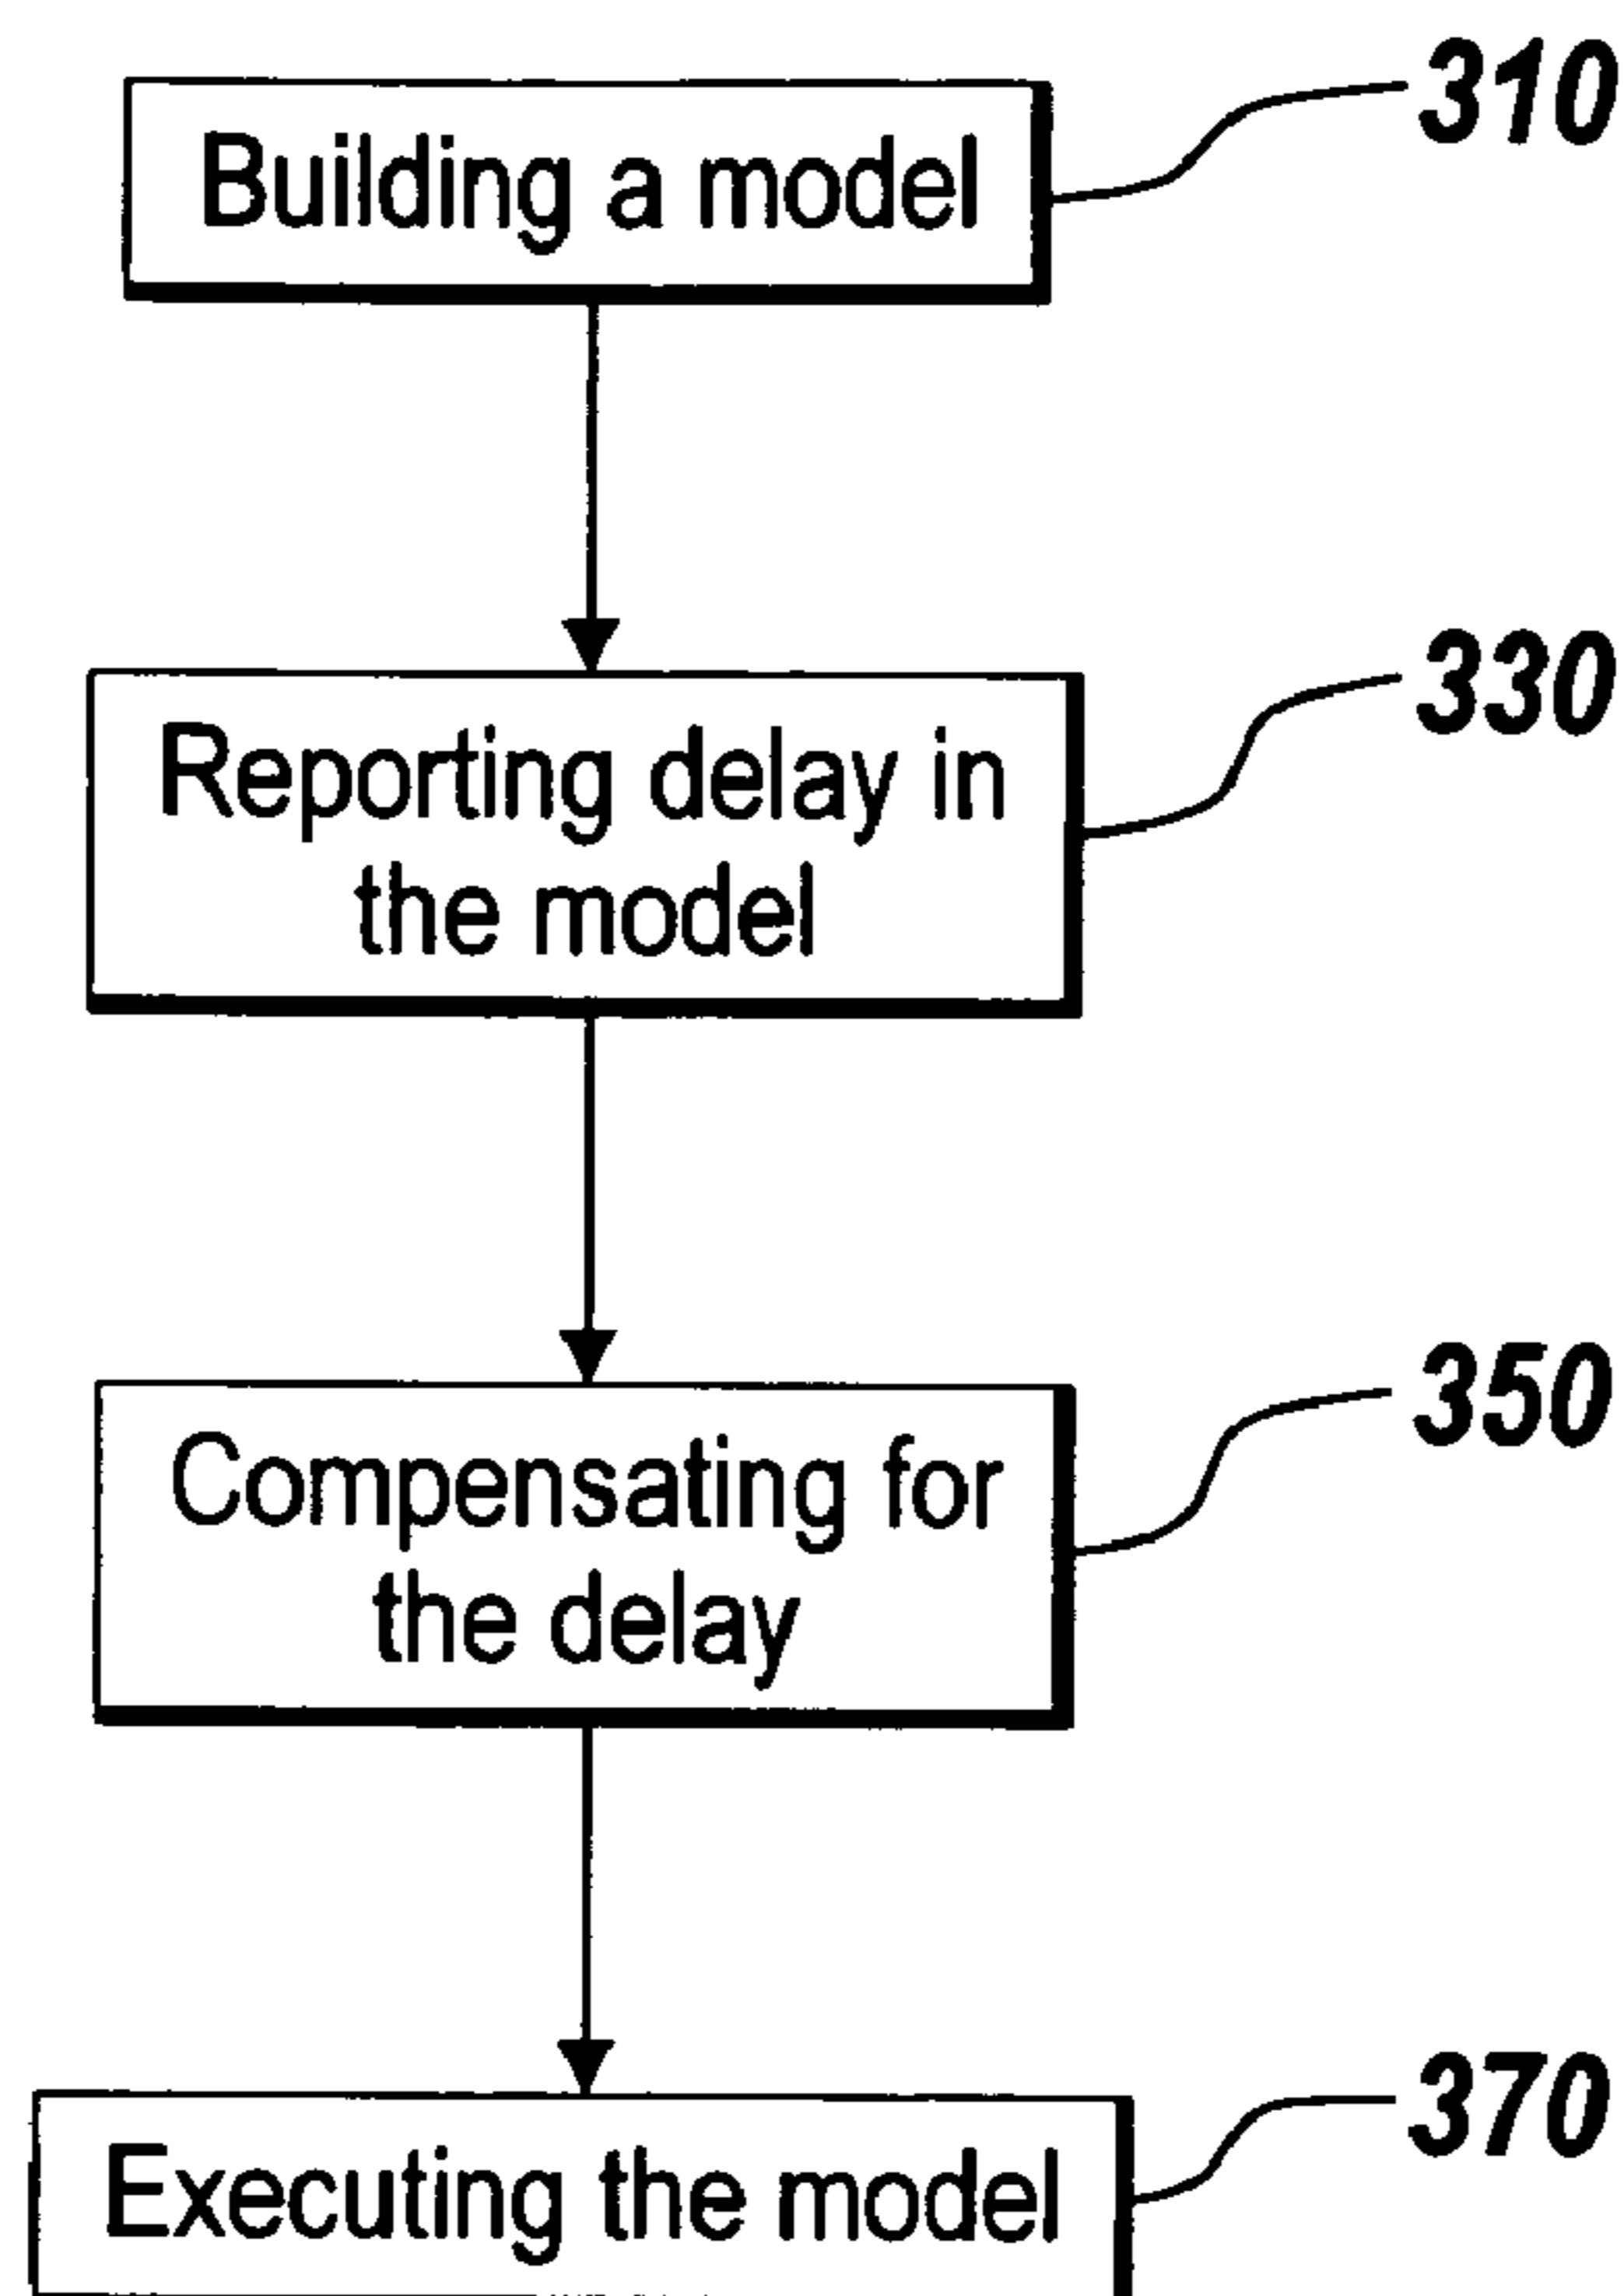 Building a model
310
Reporting delay in
the model
330
Compensating for
the delay
350
Executing the model
370